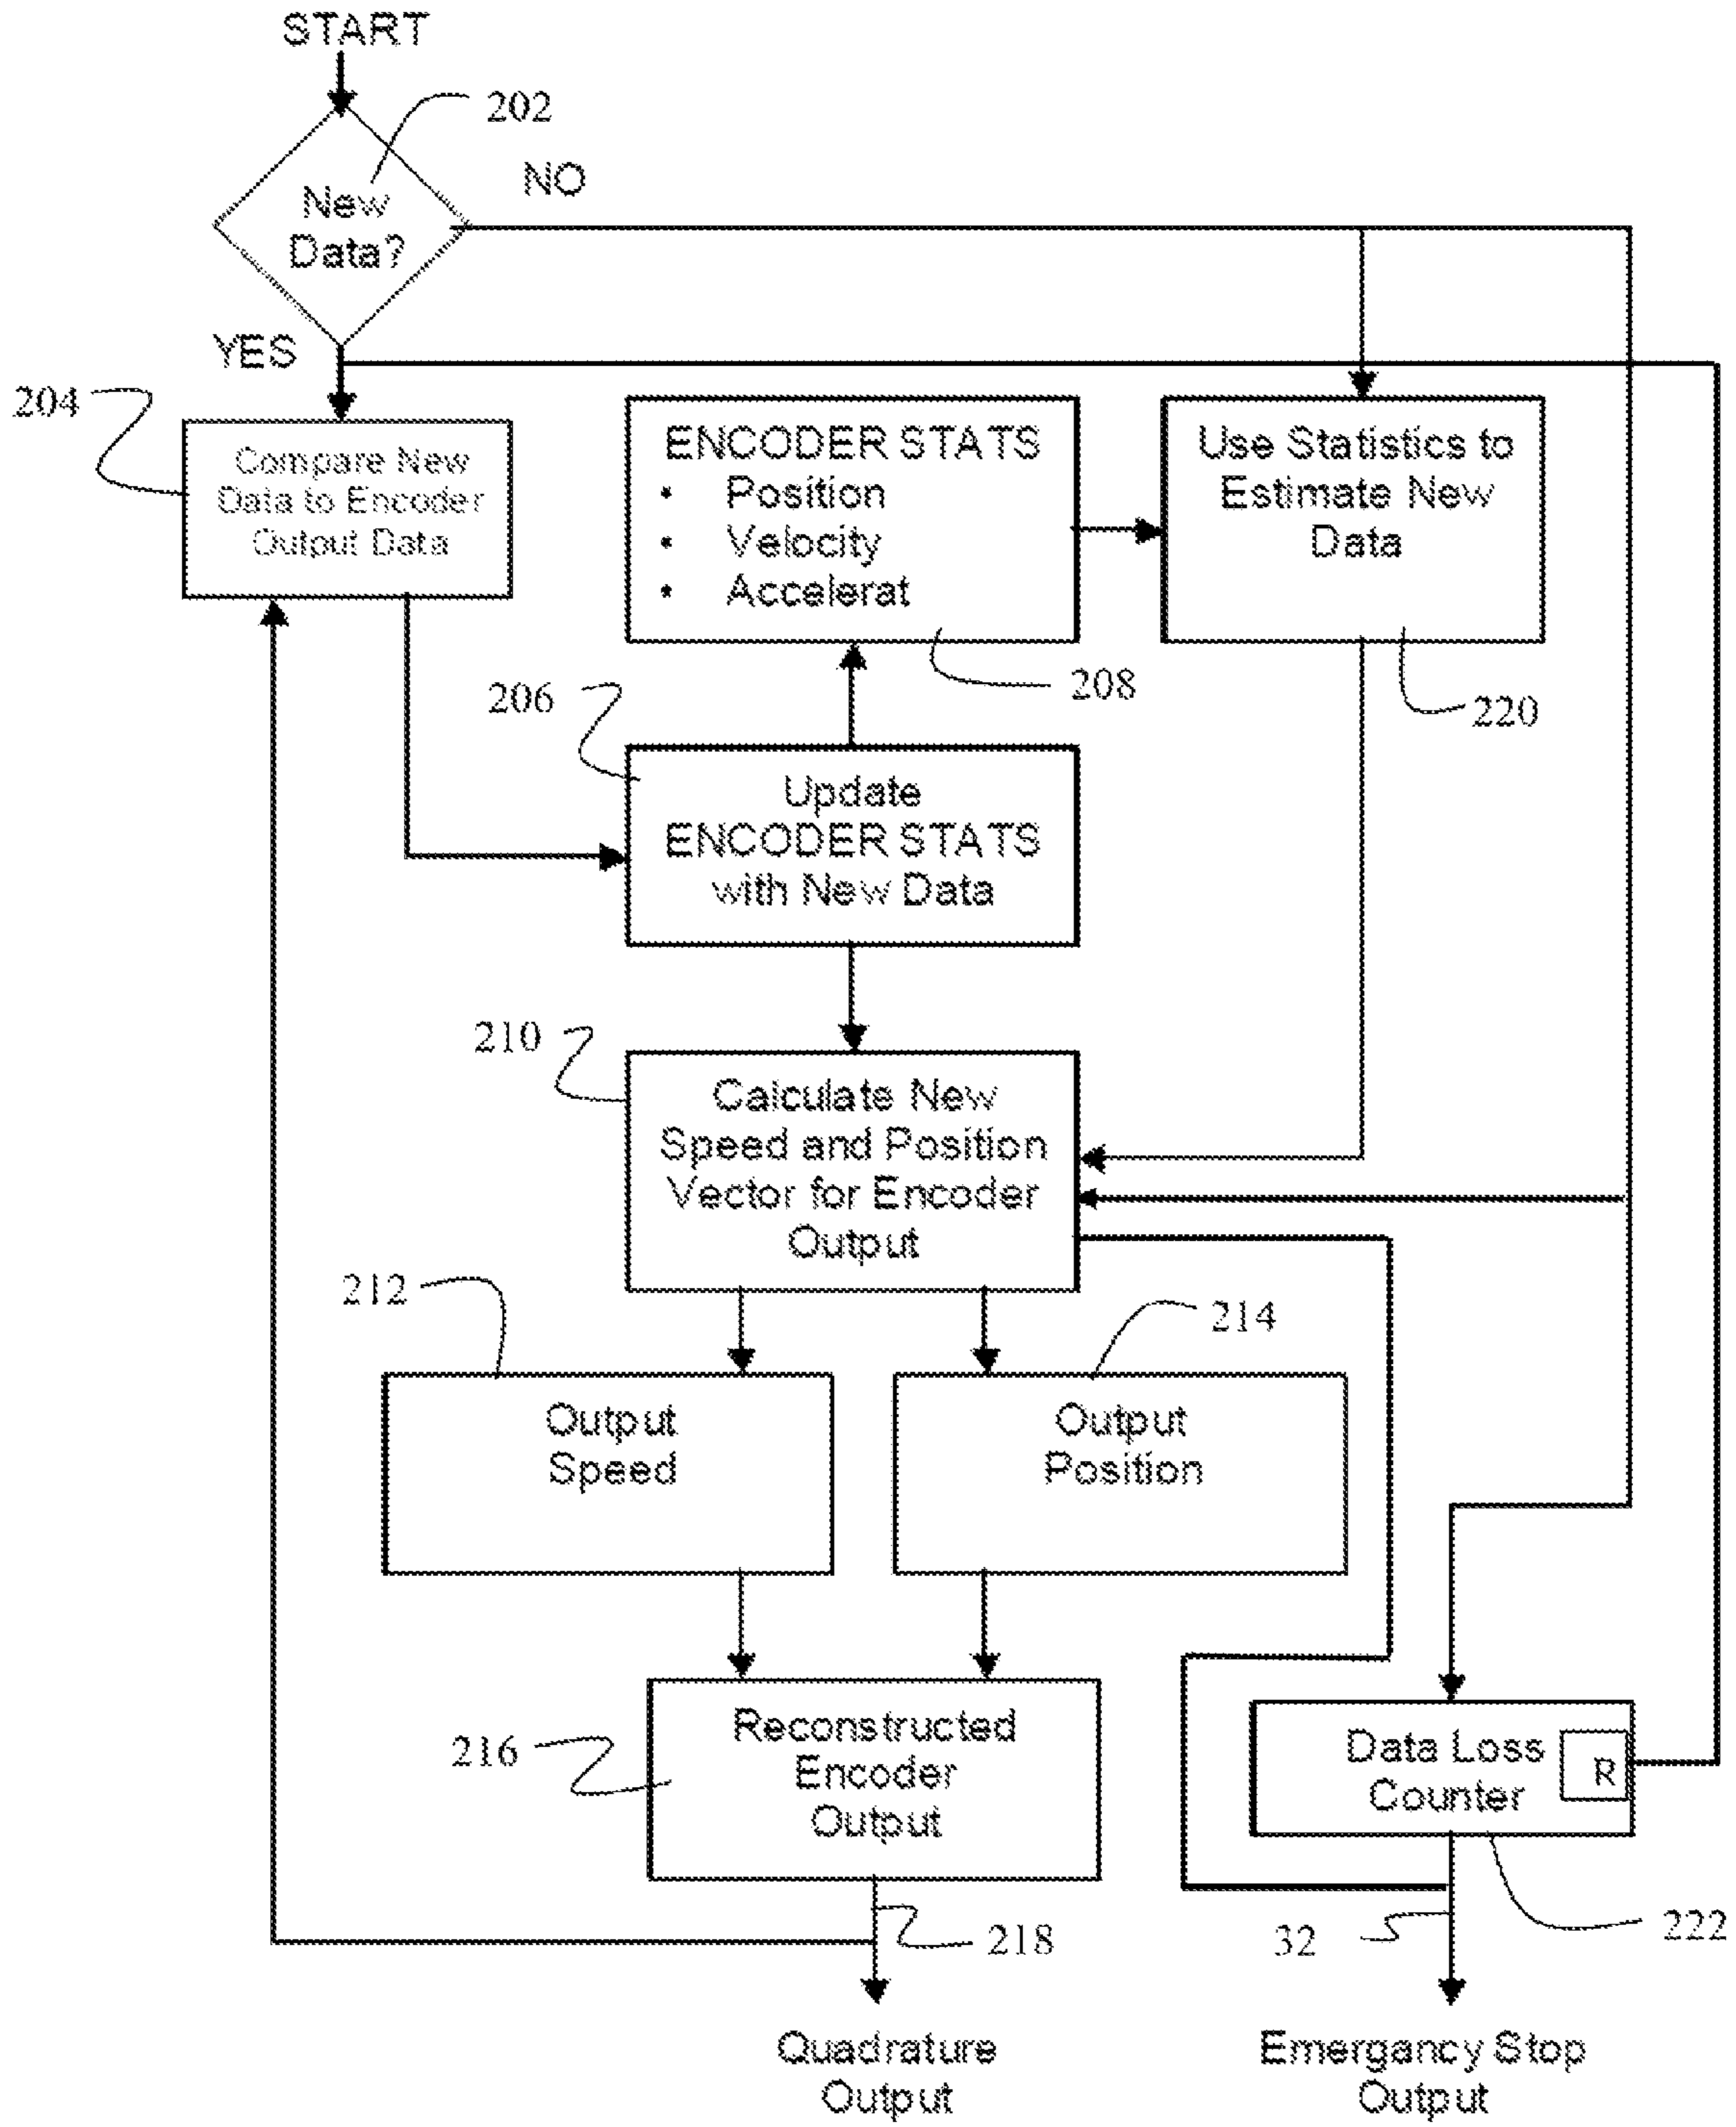 START
202
NO
New
Data?
YES
204
Compare New
Data to Encoder
Output Data
ENCODER STATS
• Position
• Velocity
• Accelerat
208
Use Statistics to
Estimate New
Data
220
206
Update
ENCODER STATS
with New Data
210
Calculate New
Speed and Position
Vector for Encoder
Output
212
214
Output
Speed
Output
Position
216
Reconstructed
Encoder
Output
Data Loss
Counter
R
218
32
222
Quadrature
Output
Emergancy Stop
Output